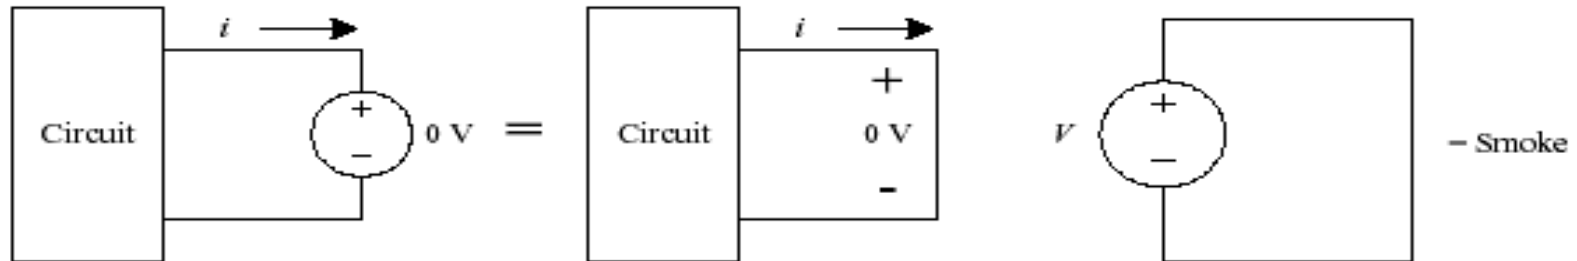 i
+
Circuit
−
0 V
=
i
Circuit
+
0 V
-
V
+
−
− Smoke